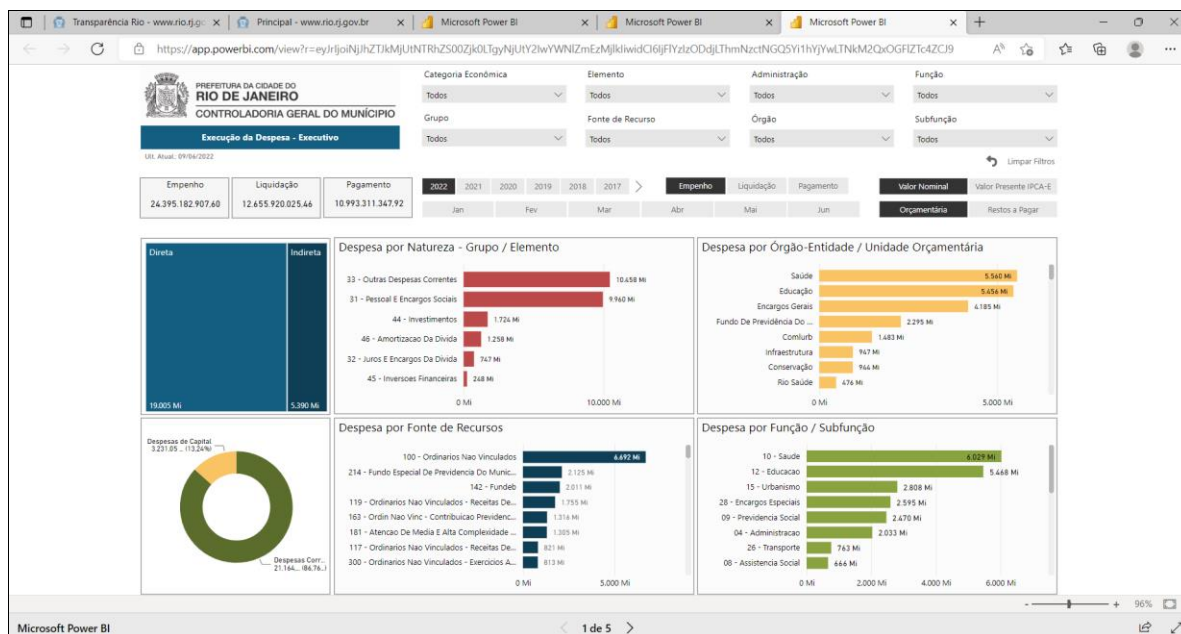 Transparência Rio - www.rio.rj.gc
Principal - www.rio.rj.gov.br
Microsoft Power BI
Microsoft Power BI
Microsoft Power BI
PREFEITURA DA CIDADE DO
RIO DE JANEIRO
CONTROLADORIA GERAL DO MUNÍCIPIO
Execução da Despesa - Executivo
Ult. Atual.: 09/06/2022
Categoria Econômica
Todos
Elemento
Todos
Administração
Todos
Função
Todos
Grupo
Todos
Fonte de Recurso
Todos
Órgão
Todos
Subfunção
Todos
Limpar Filtros
Empenho
24.395.182.907,60
Liquidação
12.655.920.025,46
Pagamento
10.993.311.347,92
2022 2021 2020 2019 2018 2017
Empenho Liquidação Pagamento
Valor Nominal Valor Presente IPCA-E
Jan Fev Mar Abr Mai Jun
Orçamentária Restos a Pagar
Direta
19.005 Mi
Indireta
5.390 Mi
Despesa por Natureza - Grupo / Elemento
33 - Outras Despesas Correntes 10.458 Mi
31 - Pessoal E Encargos Sociais 9.960 Mi
44 - Investimentos 1.724 Mi
46 - Amortizacao Da Divida 1.258 Mi
32 - Juros E Encargos Da Divida 747 Mi
45 - Inversoes Financeiras 248 Mi
0 Mi 10.000 Mi
Despesa por Órgão-Entidade / Unidade Orçamentária
Saúde 5.560 Mi
Educação 5.456 Mi
Encargos Gerais 4.185 Mi
Fundo De Previdência Do ... 2.295 Mi
Comlurb 1.483 Mi
Infraestrutura 947 Mi
Conservação 944 Mi
Rio Saúde 476 Mi
0 Mi 5.000 Mi
Despesas de Capital
3.231.05 ... (13,24%)
Despesas Corr...
21.164... (86,76...)
Despesa por Fonte de Recursos
100 - Ordinarios Nao Vinculados 6.692 Mi
214 - Fundo Especial De Previdencia Do Munic... 2.125 Mi
142 - Fundeb 2.011 Mi
119 - Ordinarios Nao Vinculados - Receitas De... 1.755 Mi
163 - Ordin Nao Vinc - Contribuicao Previdenc... 1.316 Mi
181 - Atencao De Media E Alta Complexidade ... 1.305 Mi
117 - Ordinarios Nao Vinculados - Receitas De... 821 Mi
300 - Ordinarios Nao Vinculados - Exercicios A... 813 Mi
0 Mi 5.000 Mi
Despesa por Função / Subfunção
10 - Saude 6.029 Mi
12 - Educacao 5.468 Mi
15 - Urbanismo 2.808 Mi
28 - Encargos Especiais 2.595 Mi
09 - Previdencia Social 2.470 Mi
04 - Administracao 2.033 Mi
26 - Transporte 763 Mi
08 - Assistencia Social 666 Mi
0 Mi 2.000 Mi 4.000 Mi 6.000 Mi
96%
Microsoft Power BI
1 de 5